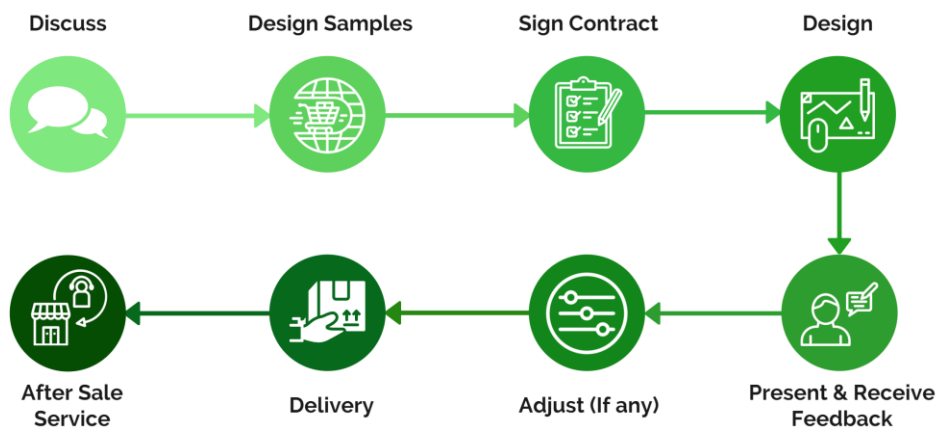 Discuss
Design Samples
Sign Contract
Design
Present & Receive
Feedback
Adjust (If any)
Delivery
After Sale
Service